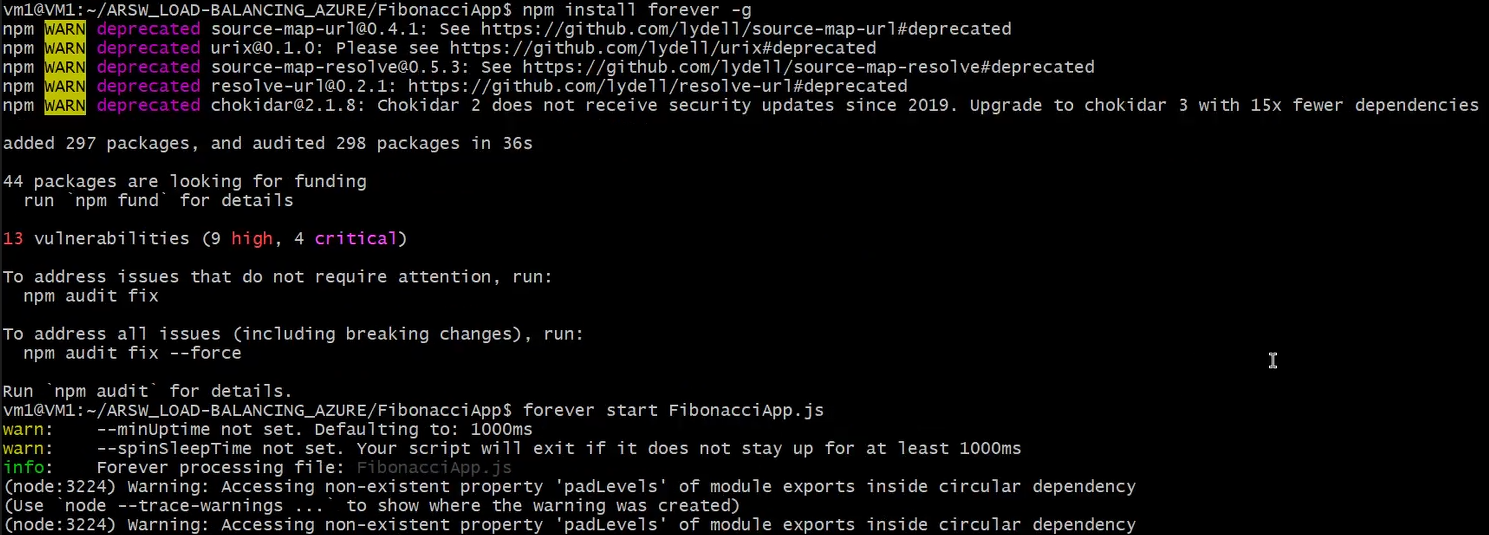 vm1@VM1:~/ARSW_LOAD-BALANCING_AZURE/FibonacciApp$ npm install forever -g
npm WARN deprecated source-map-url@0.4.1: See https://github.com/lydell/source-map-url#deprecated
npm WARN deprecated urix@0.1.0: Please see https://github.com/lydell/urix#deprecated
npm WARN deprecated source-map-resolve@0.5.3: See https://github.com/lydell/source-map-resolve#deprecated
npm WARN deprecated resolve-url@0.2.1: https://github.com/lydell/resolve-url#deprecated
npm WARN deprecated chokidar@2.1.8: Chokidar 2 does not receive security updates since 2019. Upgrade to chokidar 3 with 15x fewer dependencies
added 297 packages, and audited 298 packages in 36s
44 packages are looking for funding
run `npm fund` for details
13 vulnerabilities (9 high, 4 critical)
To address issues that do not require attention, run:
npm audit fix
To address all issues (including breaking changes), run:
npm audit fix --force
Run `npm audit` for details.
vm1@VM1:~/ARSW_LOAD-BALANCING_AZURE/FibonacciApp$ forever start FibonacciApp.js
warn:    --minUptime not set. Defaulting to: 1000ms
warn:    --spinSleepTime not set. Your script will exit if it does not stay up for at least 1000ms
info:    Forever processing file: FibonacciApp.js
(node:3224) Warning: Accessing non-existent property 'padLevels' of module exports inside circular dependency
(Use `node --trace-warnings ...` to show where the warning was created)
(node:3224) Warning: Accessing non-existent property 'padLevels' of module exports inside circular dependency